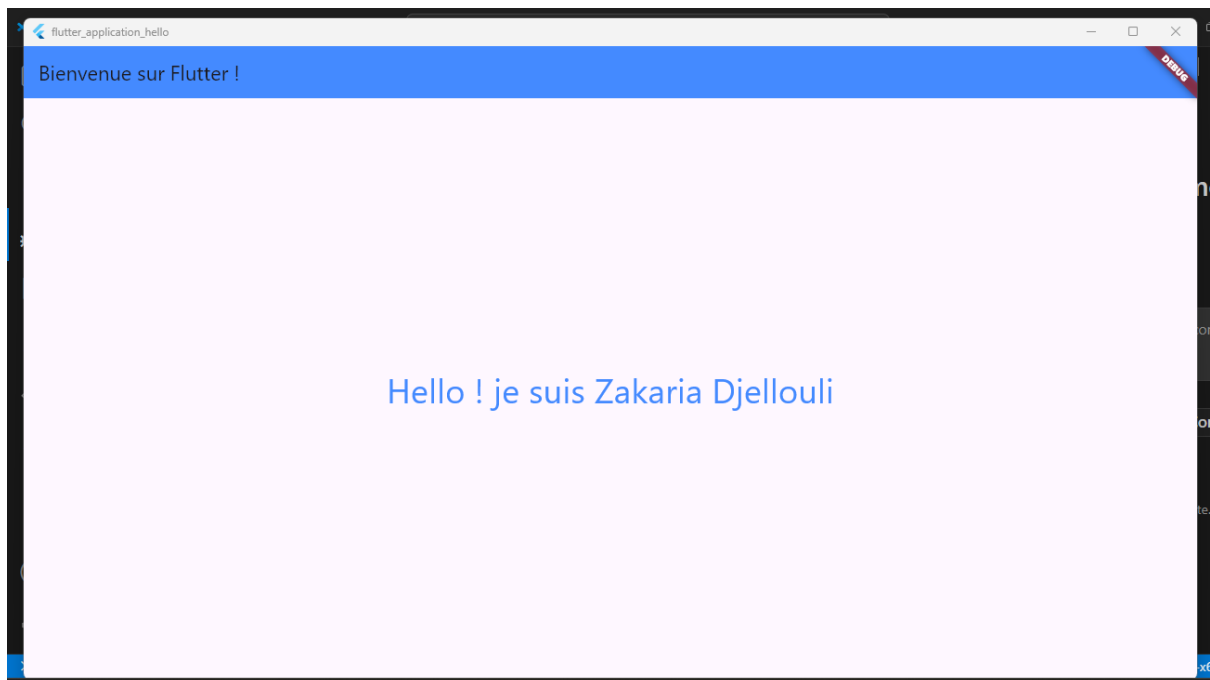 flutter_application_hello
Bienvenue sur Flutter !
DEBUG
Hello ! je suis Zakaria Djellouli